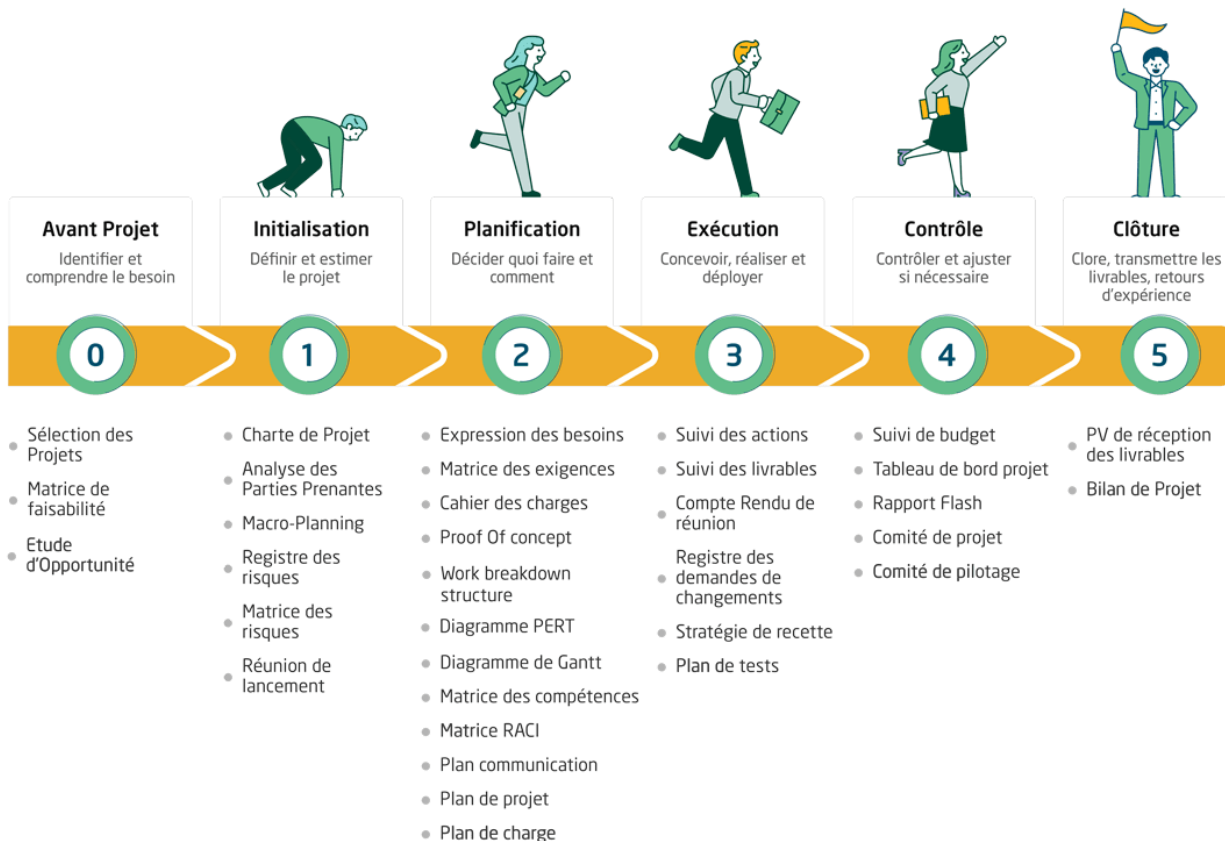 Avant Projet
Identifier et
comprendre le besoin
Initialisation
Définir et estimer
le projet
Planification
Décider quoi faire et
comment
Exécution
Concevoir, réaliser et
déployer
Contrôle
Contrôler et ajuster
si nécessaire
Clôture
Clore, transmettre les
livrables, retours
d'expérience
0
1
2
3
4
5
Sélection des
Projets
Matrice de
faisabilité
Etude
d'Opportunité
Charte de Projet
Analyse des
Parties Prenantes
Macro-Planning
Registre des
risques
Matrice des
risques
Réunion de
lancement
Expression des besoins
Matrice des exigences
Cahier des charges
Proof Of concept
Work breakdown
structure
Diagramme PERT
Diagramme de Gantt
Matrice des compétences
Matrice RACI
Plan communication
Plan de projet
Plan de charge
Suivi des actions
Suivi des livrables
Compte Rendu de
réunion
Registre des
demandes de
changements
Stratégie de recette
Plan de tests
Suivi de budget
Tableau de bord projet
Rapport Flash
Comité de projet
Comité de pilotage
PV de réception
des livrables
Bilan de Projet